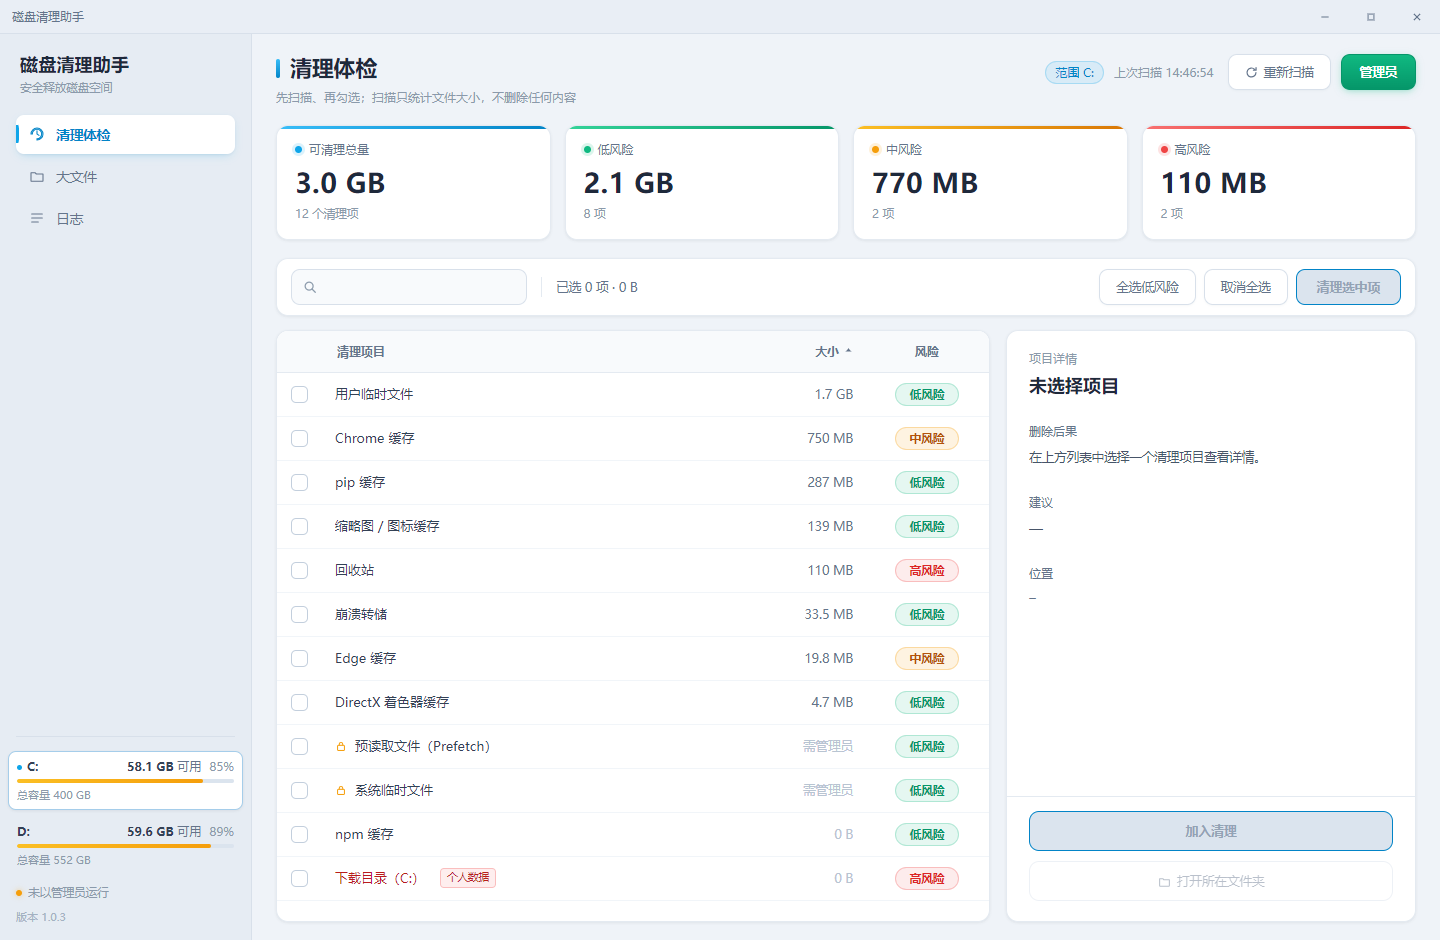 磁盘清理助手
磁盘清理助手
安全释放磁盘空间
清理体检
大文件
日志
C: 58.1 GB 可用 85%
总容量 400 GB
D: 59.6 GB 可用 89%
总容量 552 GB
未以管理员运行
版本 1.0.3
清理体检
先扫描、再勾选；扫描只统计文件大小，不删除任何内容
范围 C: 上次扫描 14:46:54 重新扫描 管理员
可清理总量
3.0 GB
12 个清理项
低风险
2.1 GB
8 项
中风险
770 MB
2 项
高风险
110 MB
2 项
已选 0 项 · 0 B 全选低风险 取消全选 清理选中项
清理项目 大小 风险
用户临时文件 1.7 GB 低风险
Chrome 缓存 750 MB 中风险
pip 缓存 287 MB 低风险
缩略图 / 图标缓存 139 MB 低风险
回收站 110 MB 高风险
崩溃转储 33.5 MB 低风险
Edge 缓存 19.8 MB 中风险
DirectX 着色器缓存 4.7 MB 低风险
预读取文件（Prefetch） 需管理员 低风险
系统临时文件 需管理员 低风险
npm 缓存 0 B 低风险
下载目录（C:） 个人数据 0 B 高风险
项目详情
未选择项目
删除后果
在上方列表中选择一个清理项目查看详情。
建议
—
位置
–
加入清理
打开所在文件夹